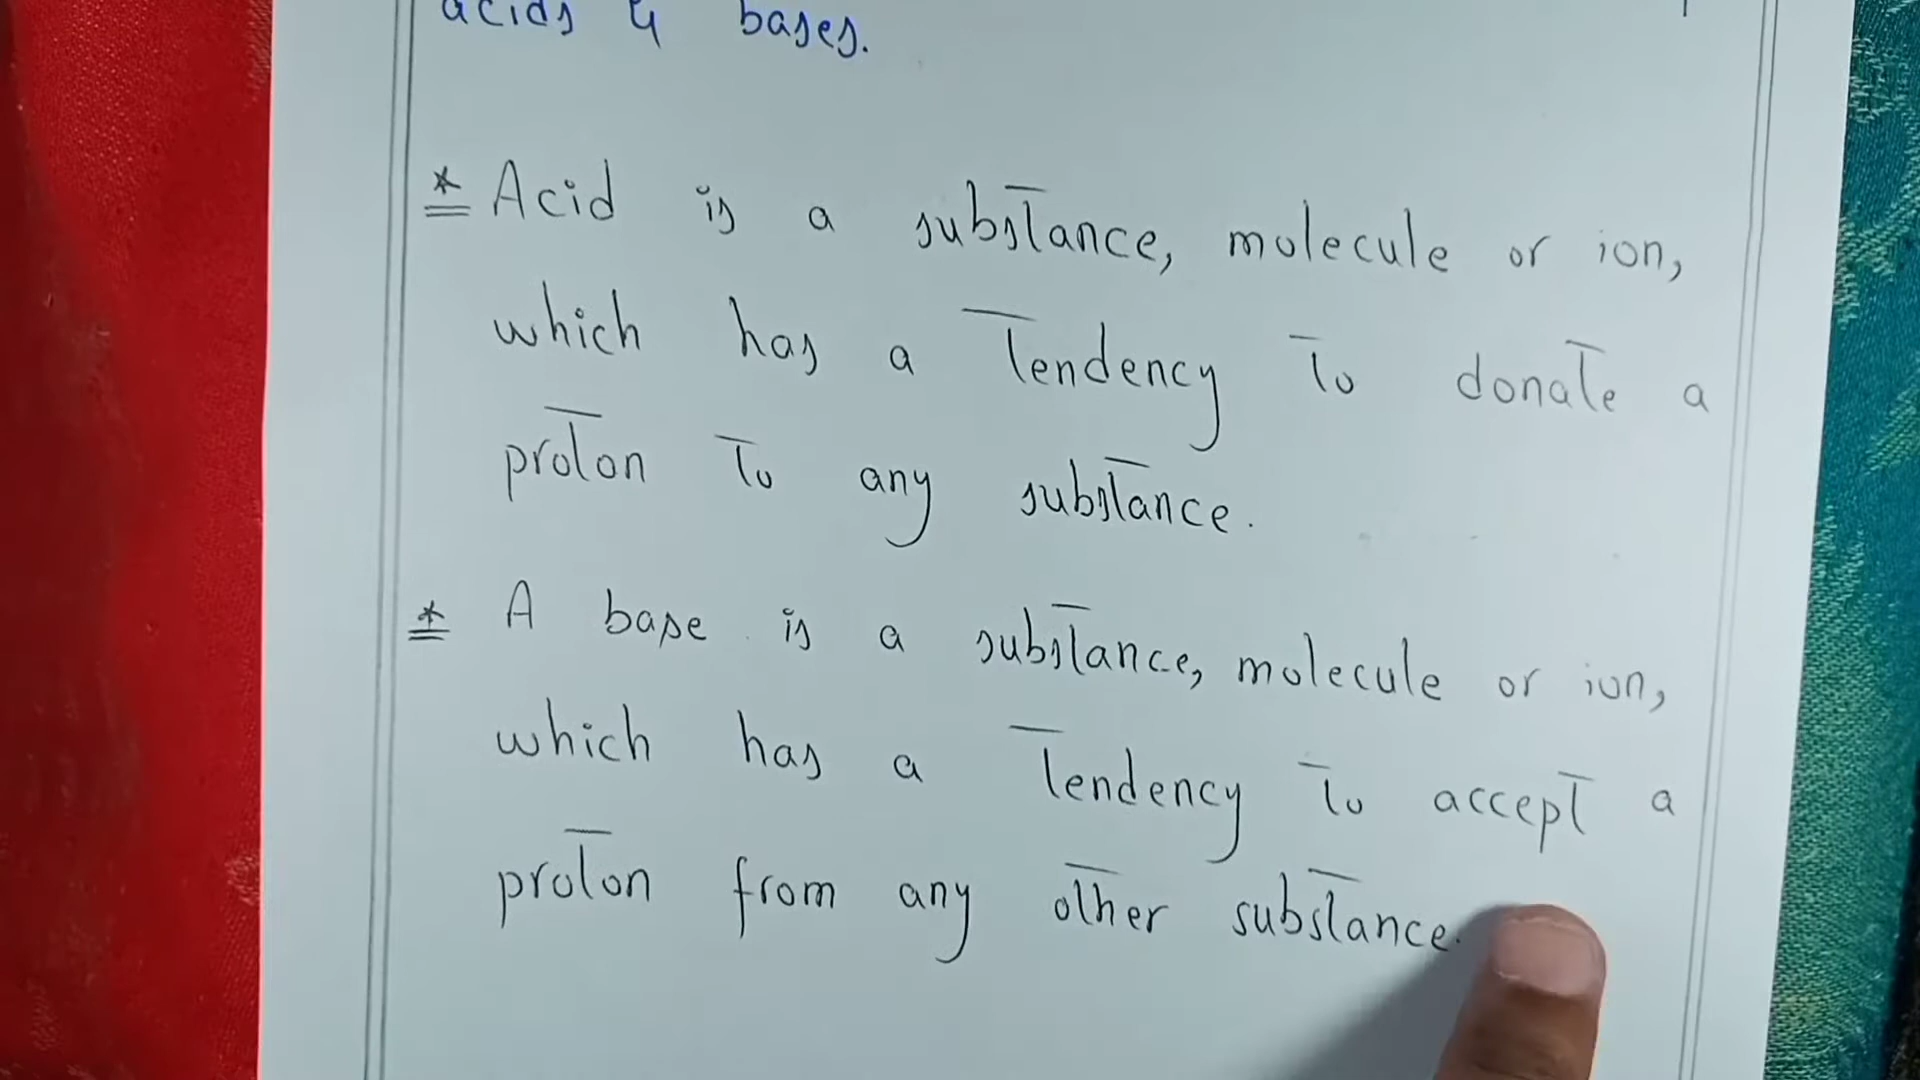 acids & bases.
* Acid is a substance, molecule or ion,
which has a Tendency To donate a
proton To any substance.
* A base is a substance, molecule or ion,
which has a Tendency To accept a
proton from any other substance.